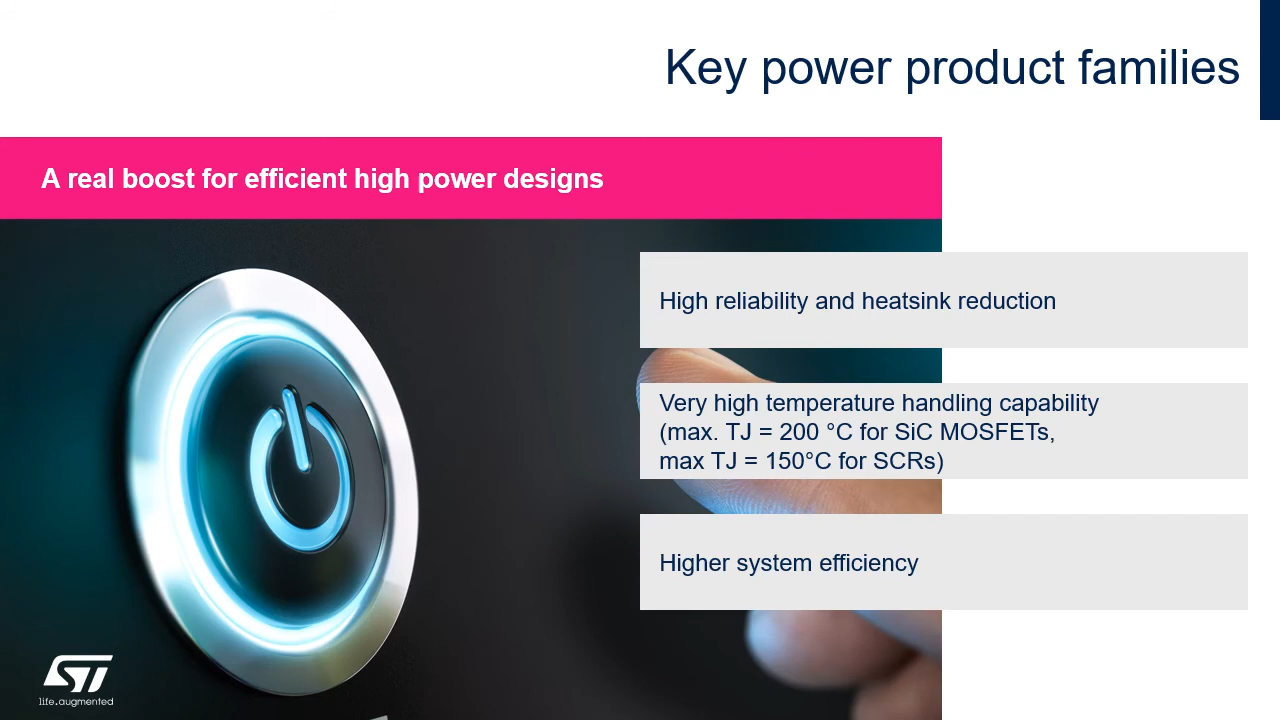 Key power product families
A real boost for efficient high power designs
High reliability and heatsink reduction
Very high temperature handling capability
(max. TJ = 200 °C for SiC MOSFETs,
max TJ = 150°C for SCRs)
Higher system efficiency
ST
life.augmented